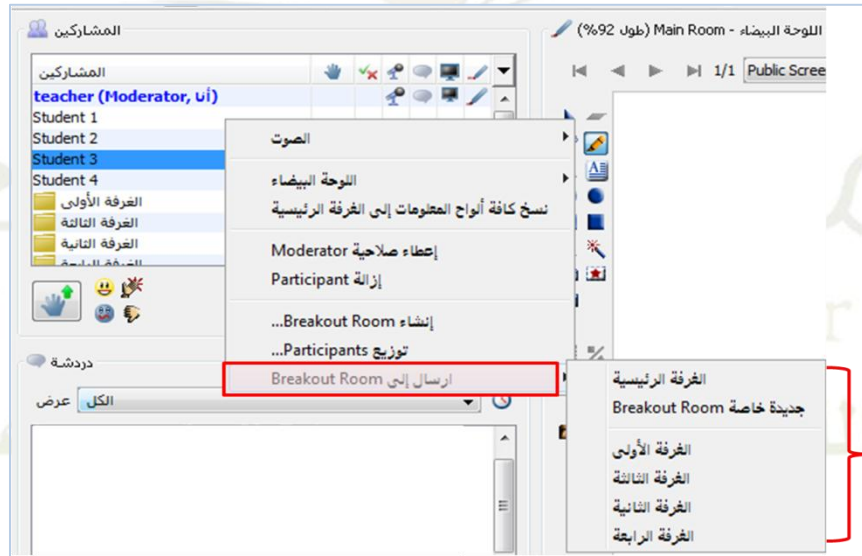 المشاركين
اللوحة البيضاء - Main Room (طول 92%)
المشاركين
1/1 Public Scree
teacher (Moderator, أنا)
Student 1
Student 2
Student 3
Student 4
الغرفة الأولى
الغرفة الثالثة
الغرفة الثانية
الغرفة الرابعة
الصوت
اللوحة البيضاء
نسخ كافة ألواح المعلومات إلى الغرفة الرئيسية
إعطاء صلاحية Moderator
إزالة Participant
إنشاء Breakout Room...
توزيع Participants...
ارسال إلى Breakout Room
دردشة
عرض الكل
الغرفة الرئيسية
جديدة خاصة Breakout Room
الغرفة الأولى
الغرفة الثالثة
الغرفة الثانية
الغرفة الرابعة